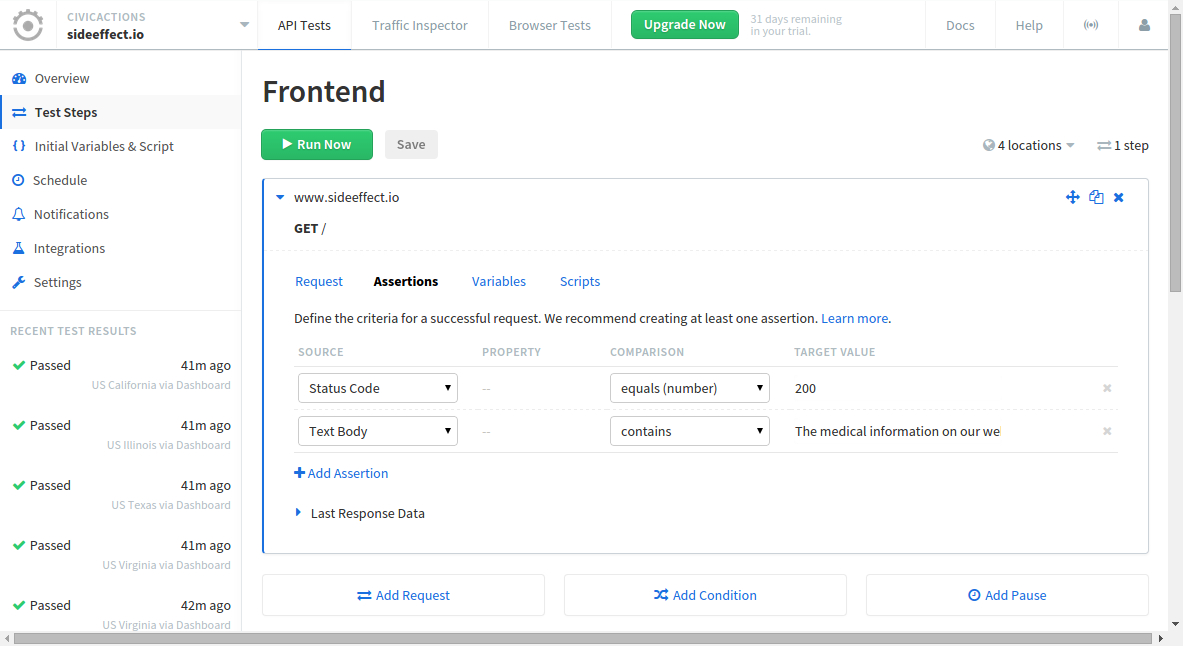 CIVICACTIONS
sideeffect.io
API Tests
Traffic Inspector
Browser Tests
Upgrade Now
31 days remaining
in your trial.
Docs
Help
Overview
Test Steps
Initial Variables & Script
Schedule
Notifications
Integrations
Settings
RECENT TEST RESULTS
Passed 41m ago
US California via Dashboard
Passed 41m ago
US Illinois via Dashboard
Passed 41m ago
US Texas via Dashboard
Passed 41m ago
US Virginia via Dashboard
Passed 42m ago
US Virginia via Dashboard
Frontend
Run Now
Save
4 locations
1 step
www.sideeffect.io
GET /
Request Assertions Variables Scripts
Define the criteria for a successful request. We recommend creating at least one assertion. Learn more.
SOURCE PROPERTY COMPARISON TARGET VALUE
Status Code -- equals (number) 200
Text Body -- contains The medical information on our we
Add Assertion
Last Response Data
Add Request
Add Condition
Add Pause